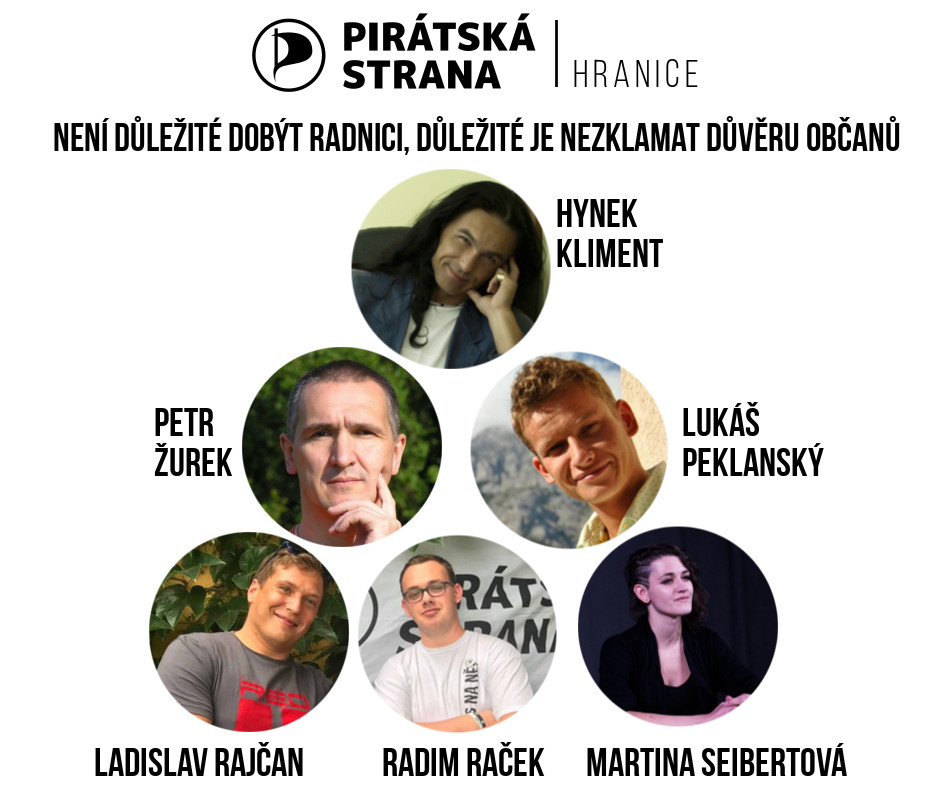 PIRÁTSKÁ
STRANA
HRANICE
NENÍ DŮLEŽITÉ DOBÝT RADNICI, DŮLEŽITÉ JE NEZKLAMAT DŮVĚRU OBČANŮ
HYNEK
KLIMENT
PETR
ŽUREK
LUKÁŠ
PEKLANSKÝ
LADISLAV RAJČAN
RADIM RAČEK
MARTINA SEIBERTOVÁ